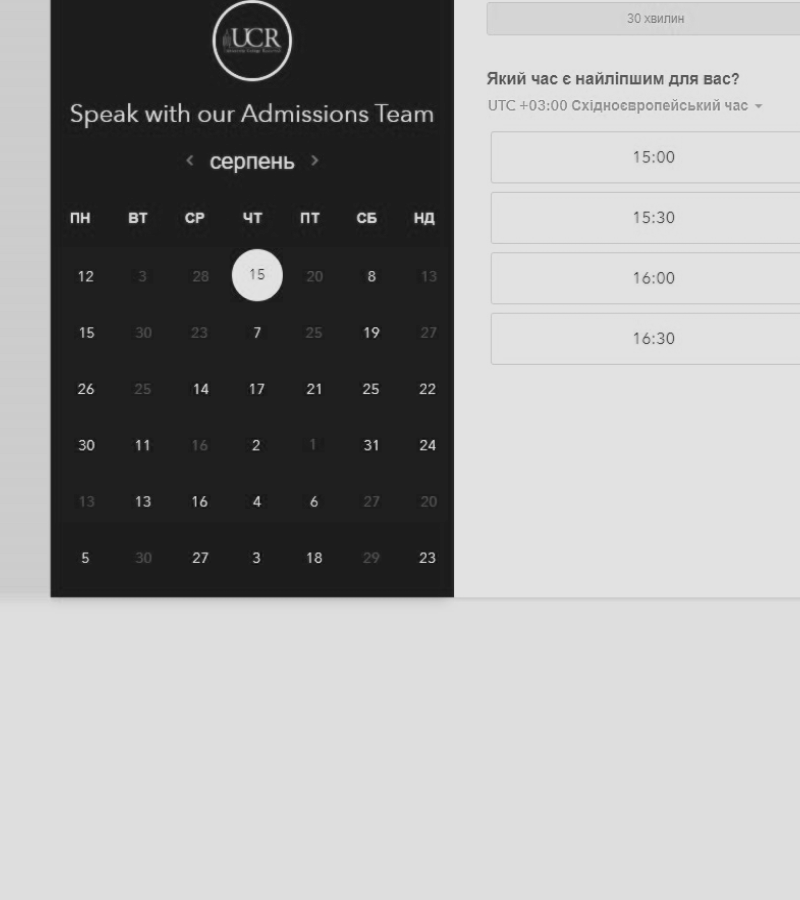 UCR
Speak with our Admissions Team
серпень
ПН ВТ СР ЧТ ПТ СБ НД
12 3 28 15 20 8 13
15 30 23 7 25 19 27
26 25 14 17 21 25 22
30 11 16 2 1 31 24
13 13 16 4 6 27 20
5 30 27 3 18 29 23
30 хвилин
Який час є найліпшим для вас?
UTC +03:00 Східноєвропейський час
15:00
15:30
16:00
16:30